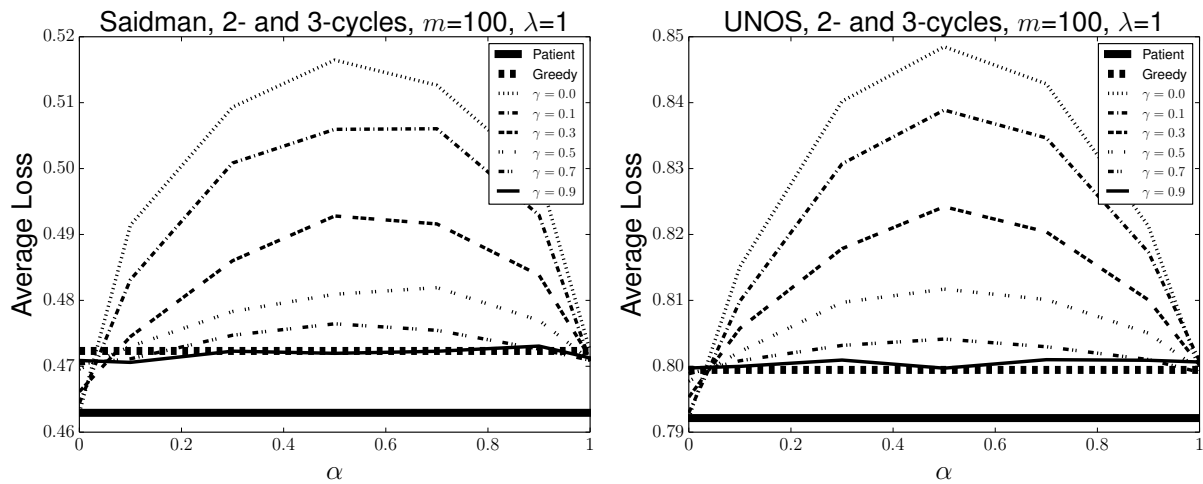 Saidman, 2- and 3-cycles, m=100, λ=1
Average Loss
0.52
0.51
0.50
0.49
0.48
0.47
0.46
0
0.2
0.4
0.6
0.8
1
α
Patient
Greedy
γ = 0.0
γ = 0.1
γ = 0.3
γ = 0.5
γ = 0.7
γ = 0.9
UNOS, 2- and 3-cycles, m=100, λ=1
Average Loss
0.85
0.84
0.83
0.82
0.81
0.80
0.79
0
0.2
0.4
0.6
0.8
1
α
Patient
Greedy
γ = 0.0
γ = 0.1
γ = 0.3
γ = 0.5
γ = 0.7
γ = 0.9